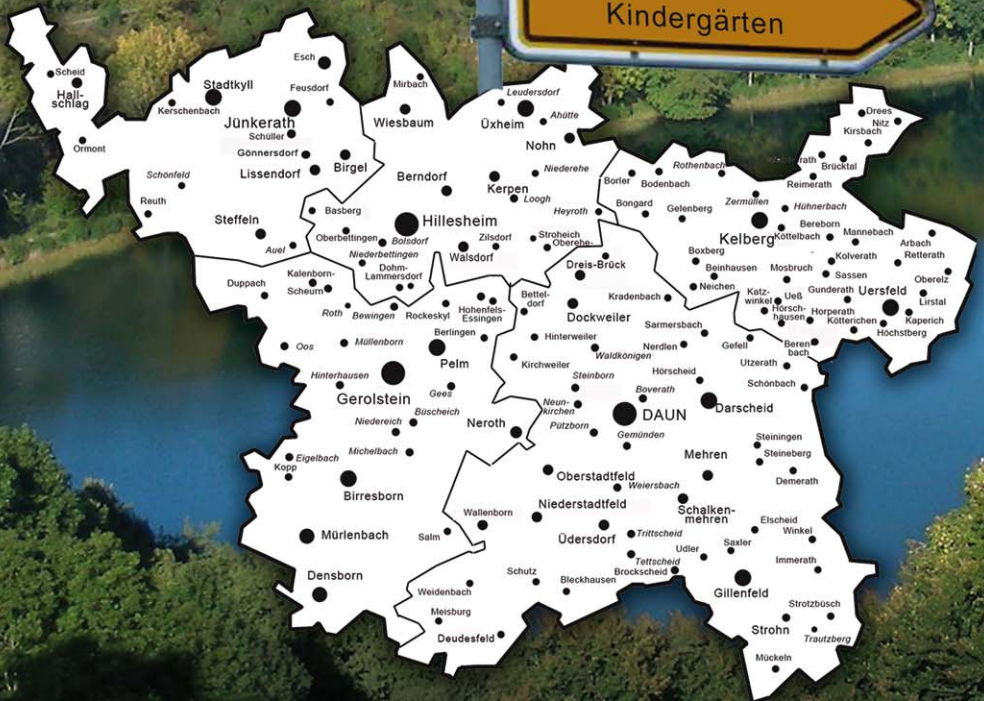 Kindergärten
Scheid
Hall-
schlag
Ormont
Kerschenbach
Stadtkyll
Esch
Feusdorf
Jünkerath
Schüller
Gönnersdorf
Lissendorf
Birgel
Schönfeld
Reuth
Steffeln
Auel
Basberg
Mirbach
Wiesbaum
Leudersdorf
Üxheim
Ahütte
Nohn
Niederehe
Berndorf
Kerpen
Loogh
Heyroth
Hillesheim
Oberbettingen
Bolsdorf
Niederbettingen
Zilsdorf
Walsdorf
Stroheich
Oberehe-
Dohm-
Lammersdorf
Drees
Nitz
Kirsbach
Brücktal
Reimerath
Rothenbach
Borler
Bodenbach
Zermüllen
Hühnerbach
Bongard
Gelenberg
Kelberg
Köttelbach
Bereborn
Mannebach
Arbach
Retterath
Kolverath
Boxberg
Beinhausen
Neichen
Mosbruch
Sassen
Oberelz
Gunderath
Uersfeld
Lirstal
Katz-
winkel
Ueß
Hörsch-
hausen
Horperath
Kötterichen
Kaperich
Höchstberg
Beren
bach
Duppach
Kalenborn-
Scheurn
Roth
Bewingen
Rockeskyll
Hohenfels-
Essingen
Berlingen
Oos
Müllenborn
Pelm
Hinterhausen
Gerolstein
Gees
Büscheich
Niedereich
Michelbach
Neroth
Eigelbach
Kopp
Birresborn
Mürlenbach
Salm
Densborn
Dreis-Brück
Bettel-
dorf
Dockweiler
Kradenbach
Sarmersbach
Hinterweiler
Nerdlen
Gefell
Waldkönigen
Kirchweiler
Utzerath
Steinborn
Hörscheid
Schönbach
Boverath
Neun-
kirchen
DAUN
Darscheid
Pützborn
Gemünden
Steiningen
Steineberg
Mehren
Demerath
Oberstadtfeld
Weiersbach
Niederstadtfeld
Schalken-
mehren
Wallenborn
Üdersdorf
Trittscheid
Elscheid
Winkel
Saxler
Udler
Tettscheid
Brockscheid
Immerath
Schutz
Bleckhausen
Gillenfeld
Weidenbach
Meisburg
Deudesfeld
Strotzbüsch
Strohn
Trautzberg
Mückeln